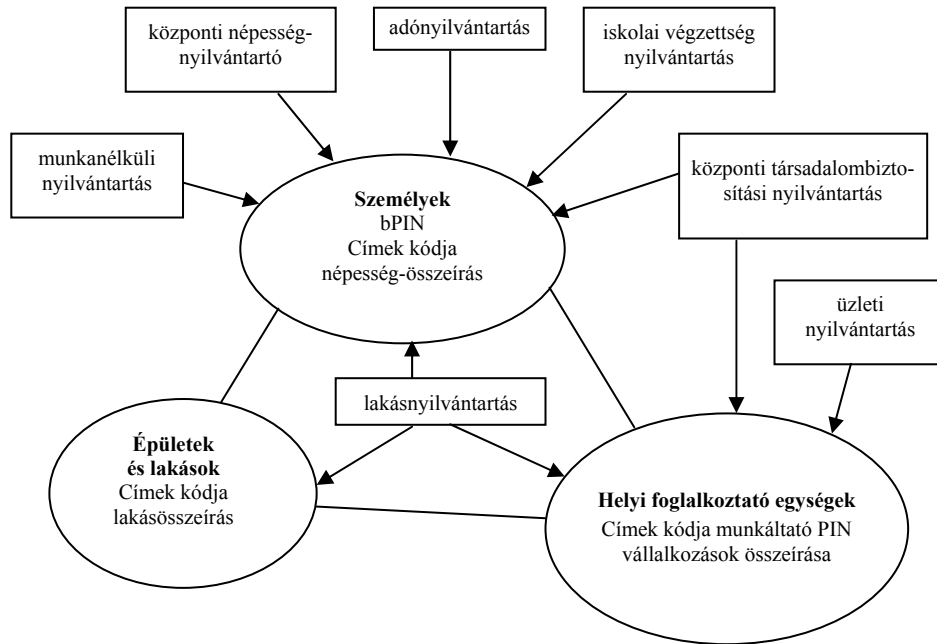 központi népesség-
nyilvántartó
adónyilvántartás
iskolai végzettség
nyilvántartás
munkanélküli
nyilvántartás
központi társadalombizto-
sítási nyilvántartás
Személyek
bPIN
Címek kódja
népesség-összeírás
üzleti
nyilvántartás
lakásnyilvántartás
Épületek
és lakások
Címek kódja
lakásösszeírás
Helyi foglalkoztató egységek
Címek kódja munkáltató PIN
vállalkozások összeírása